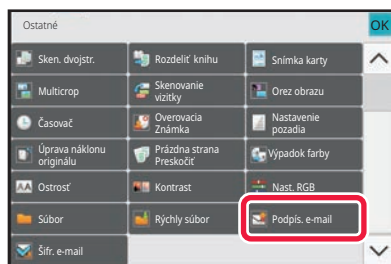 Ostatné
OK
Sken. dvojstr.
Rozdeliť knihu
Snímka karty
Multicrop
Skenovanie
vizitky
Orez obrazu
Časovač
Overovacia
Známka
Nastavenie
pozadia
Úprava náklonu
originálu
Prázdna strana
Preskočiť
Výpadok farby
AA Ostrosť
Kontrast
Nast. RGB
Súbor
Rýchly súbor
Podpís. e-mail
Šifr. e-mail